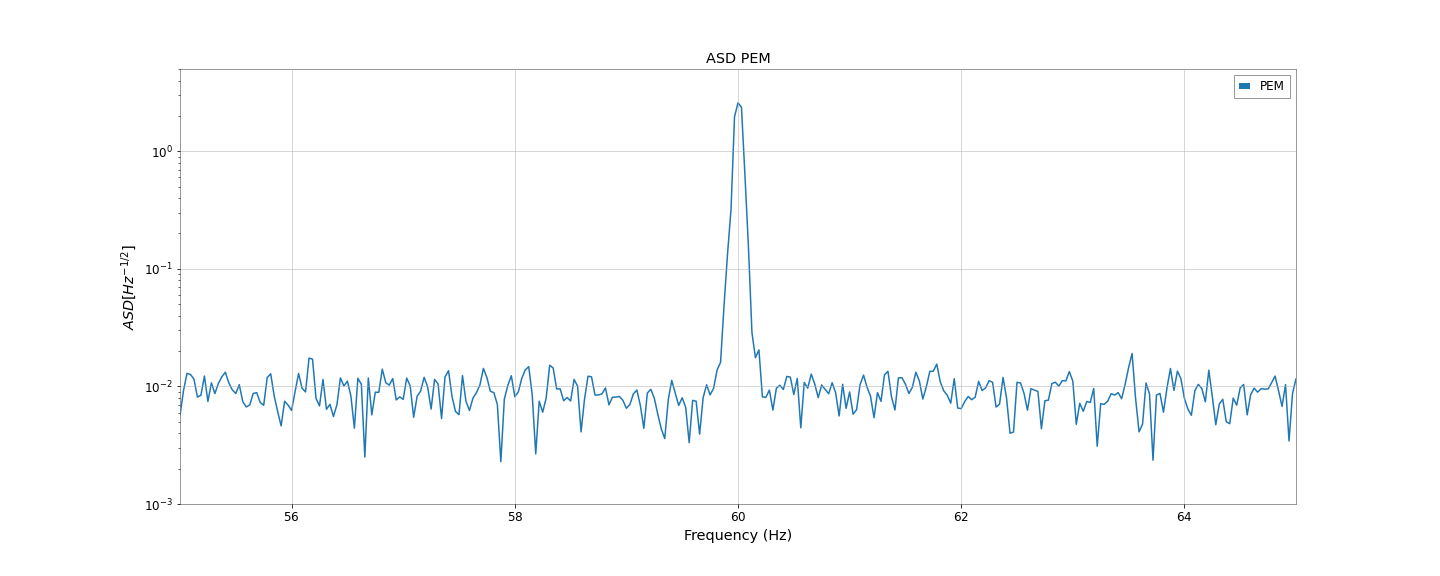 ASD PEM
PEM
10^0
10^{-1}
10^{-2}
10^{-3}
ASD[Hz^{-1/2}]
56 58 60 62 64
Frequency (Hz)